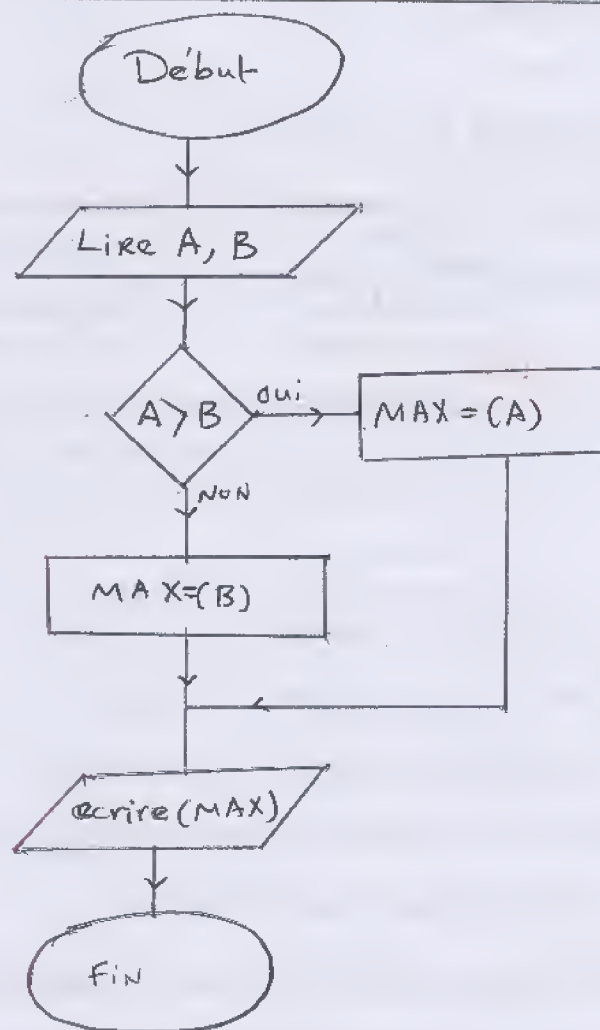 Début
Lire A, B
A > B
oui
MAX = (A)
NON
MAX=(B)
ecrire (MAX)
FIN